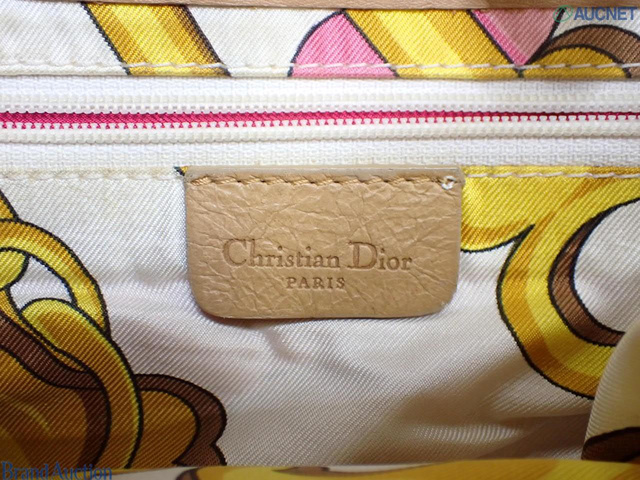 AUCNET
Christian Dior
PARIS
Brand Auction